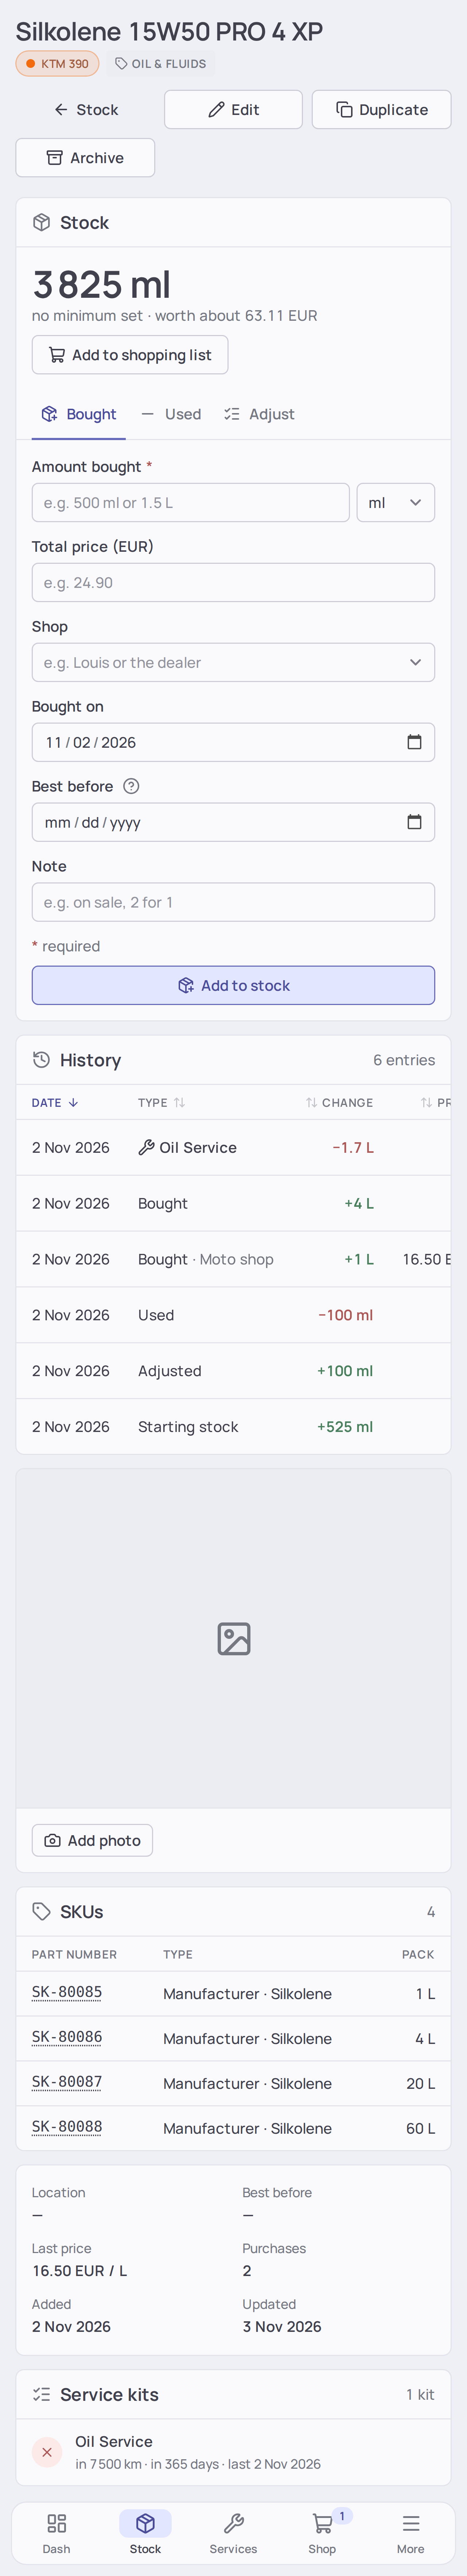 Silkolene 15W50 PRO 4 XP
KTM 390
OIL & FLUIDS
Stock
Edit
Duplicate
Archive
Stock
3 825 ml
no minimum set · worth about 63.11 EUR
Add to shopping list
Bought
Used
Adjust
Amount bought *
e.g. 500 ml or 1.5 L
ml
Total price (EUR)
e.g. 24.90
Shop
e.g. Louis or the dealer
Bought on
11 / 02 / 2026
Best before
mm / dd / yyyy
Note
e.g. on sale, 2 for 1
* required
Add to stock
History
6 entries
DATE TYPE CHANGE PR
2 Nov 2026 Oil Service −1.7 L
2 Nov 2026 Bought +4 L
2 Nov 2026 Bought · Moto shop +1 L 16.50 E
2 Nov 2026 Used −100 ml
2 Nov 2026 Adjusted +100 ml
2 Nov 2026 Starting stock +525 ml
Add photo
SKUs
4
PART NUMBER TYPE PACK
SK-80085 Manufacturer · Silkolene 1 L
SK-80086 Manufacturer · Silkolene 4 L
SK-80087 Manufacturer · Silkolene 20 L
SK-80088 Manufacturer · Silkolene 60 L
Location
—
Best before
—
Last price
16.50 EUR / L
Purchases
2
Added
2 Nov 2026
Updated
3 Nov 2026
Service kits
1 kit
Oil Service
in 7 500 km · in 365 days · last 2 Nov 2026
Dash
Stock
Services
1
Shop
More